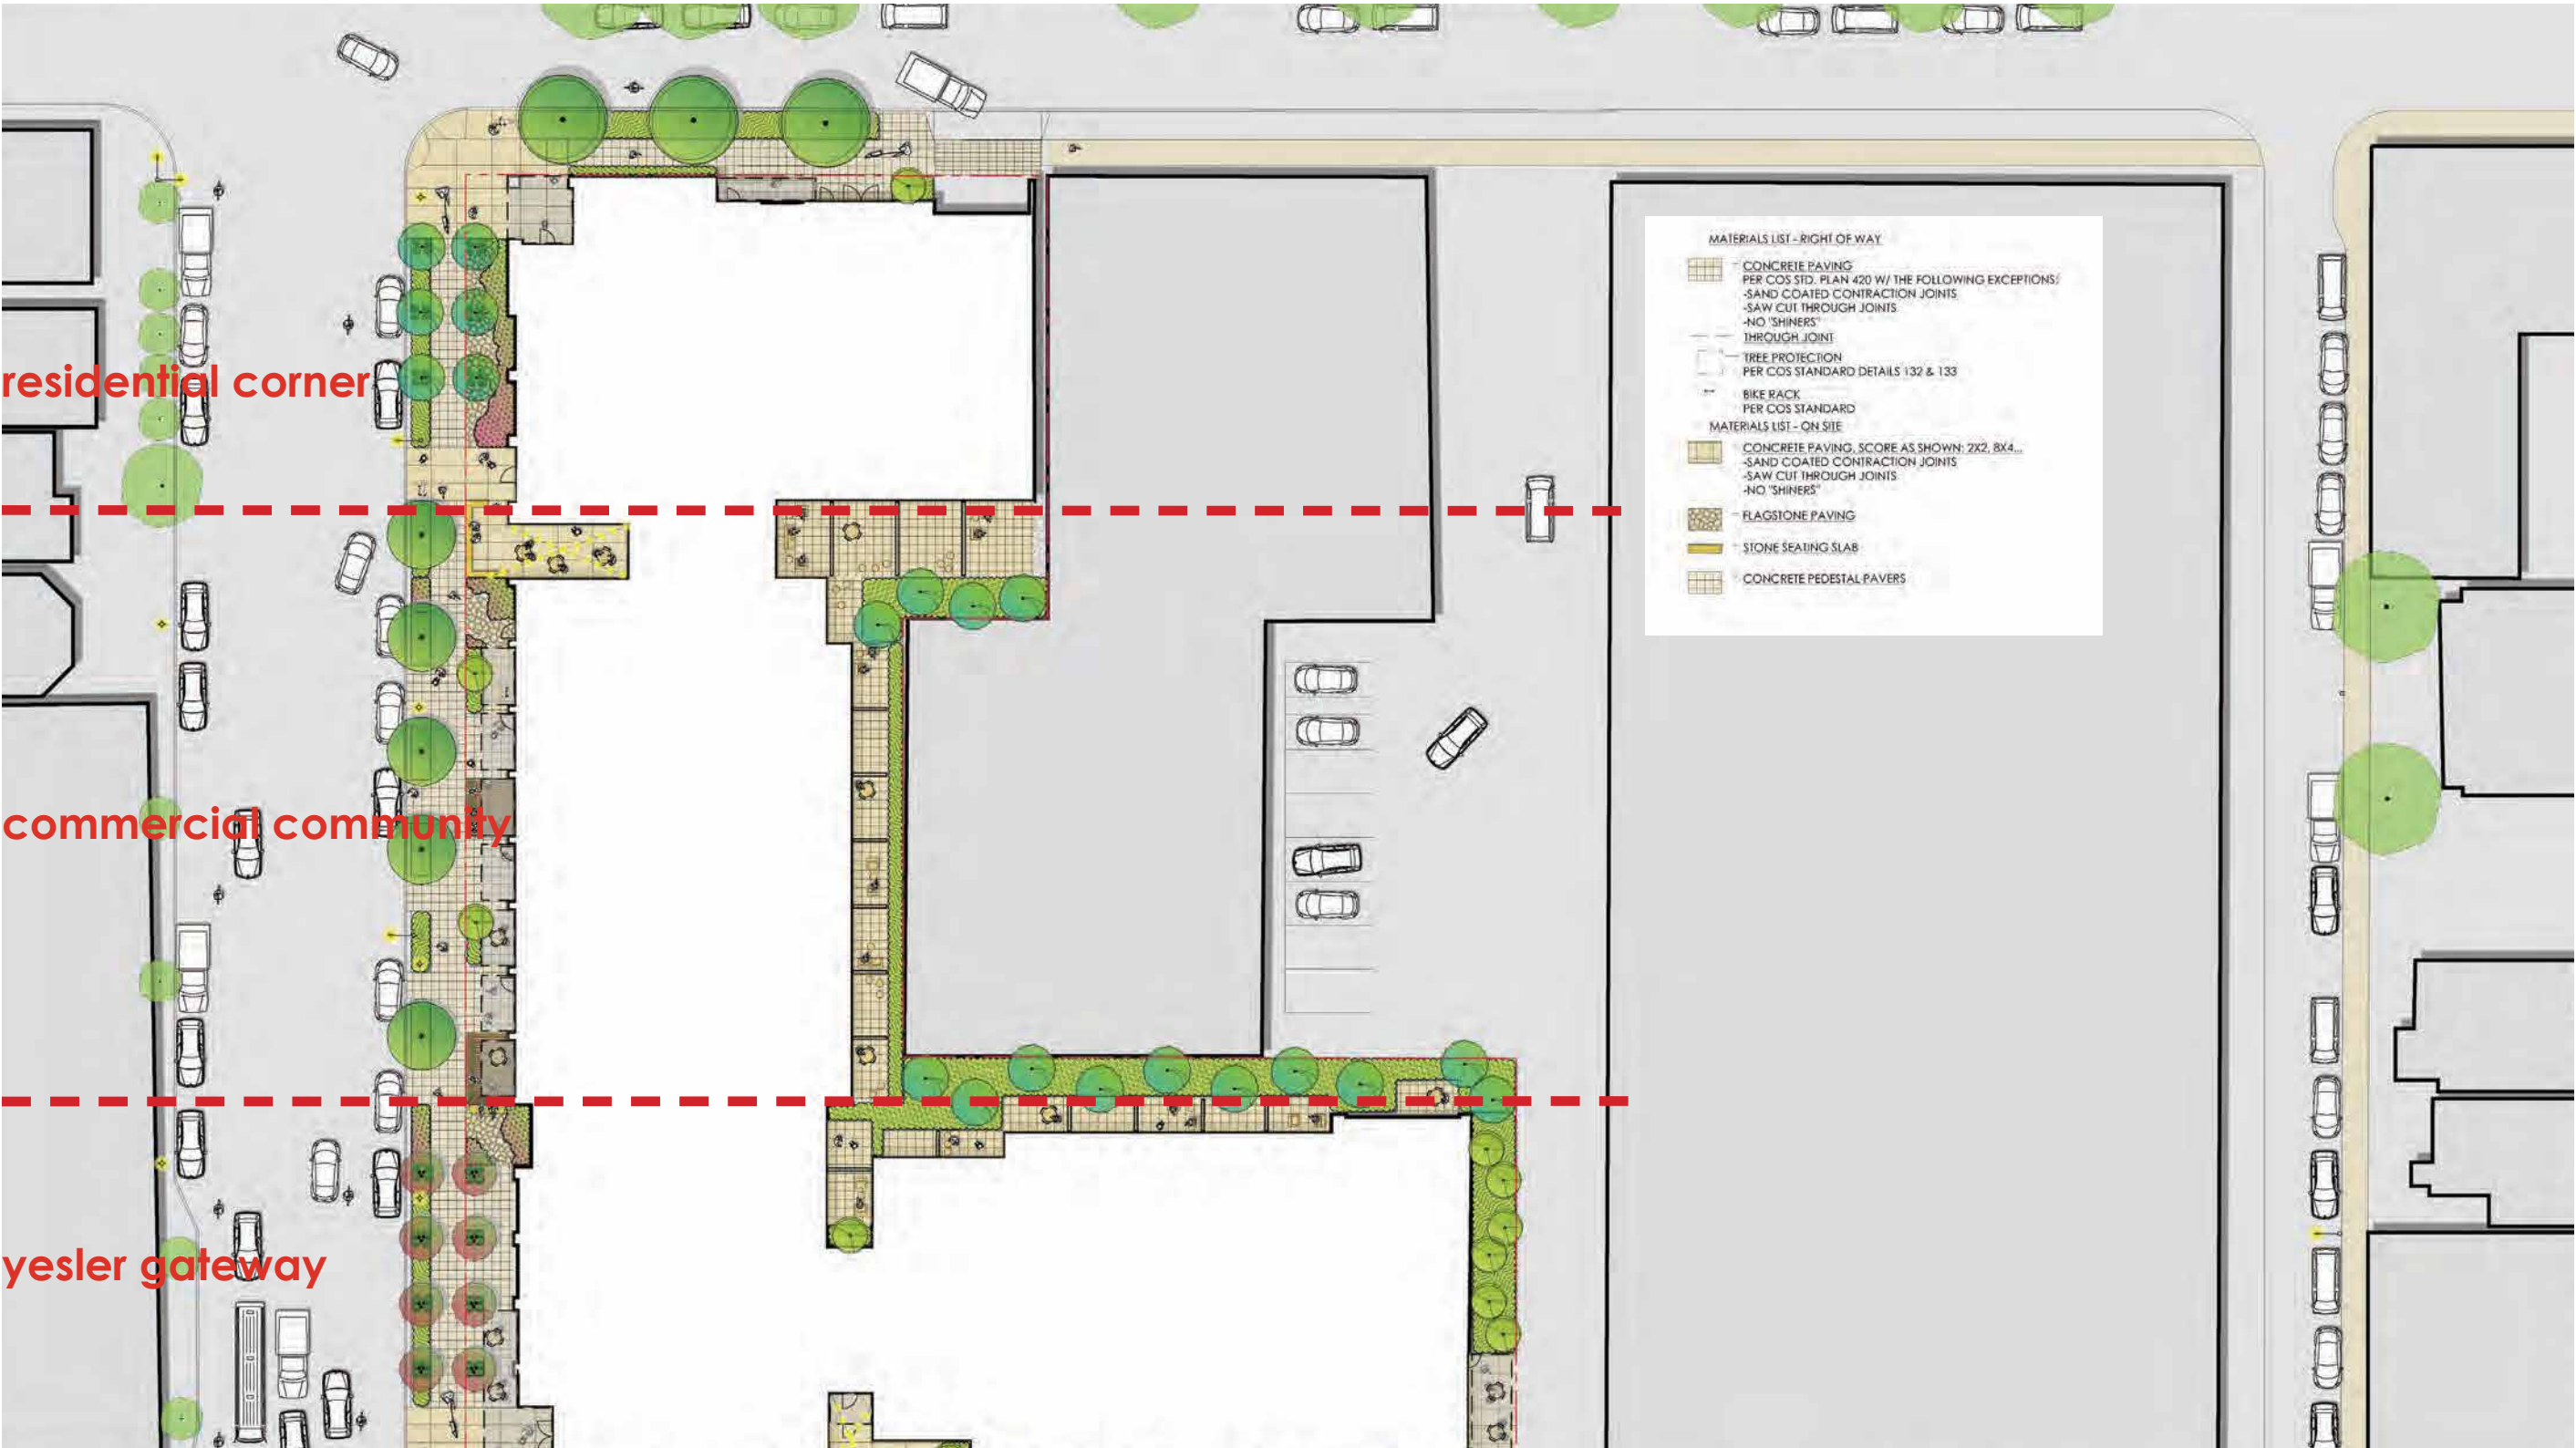 MATERIALS LIST - RIGHT OF WAY
CONCRETE PAVING
PER COS STD. PLAN 420 W/ THE FOLLOWING EXCEPTIONS:
-SAND COATED CONTRACTION JOINTS
-SAW CUT THROUGH JOINTS
-NO "SHINERS"
THROUGH JOINT
TREE PROTECTION
PER COS STANDARD DETAILS 132 & 133
BIKE RACK
PER COS STANDARD
MATERIALS LIST - ON SITE
CONCRETE PAVING, SCORE AS SHOWN: 2X2, 8X4...
-SAND COATED CONTRACTION JOINTS
-SAW CUT THROUGH JOINTS
-NO "SHINERS"
FLAGSTONE PAVING
STONE SEATING SLAB
CONCRETE PEDESTAL PAVERS
residential corner
commercial community
yesler gateway